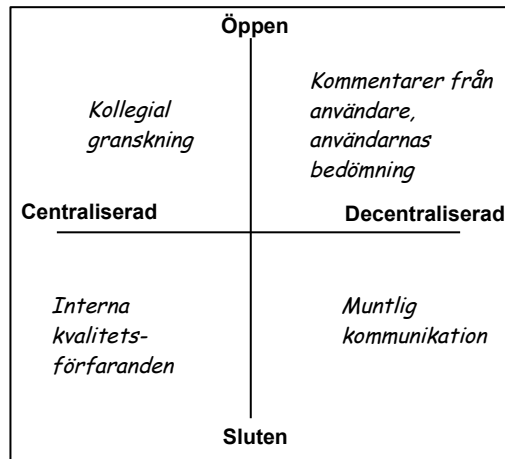 Öppen
Kollegial
granskning
Kommentarer från
användare,
användarnas
bedömning
Centraliserad
Decentraliserad
Interna
kvalitets-
förfaranden
Muntlig
kommunikation
Sluten